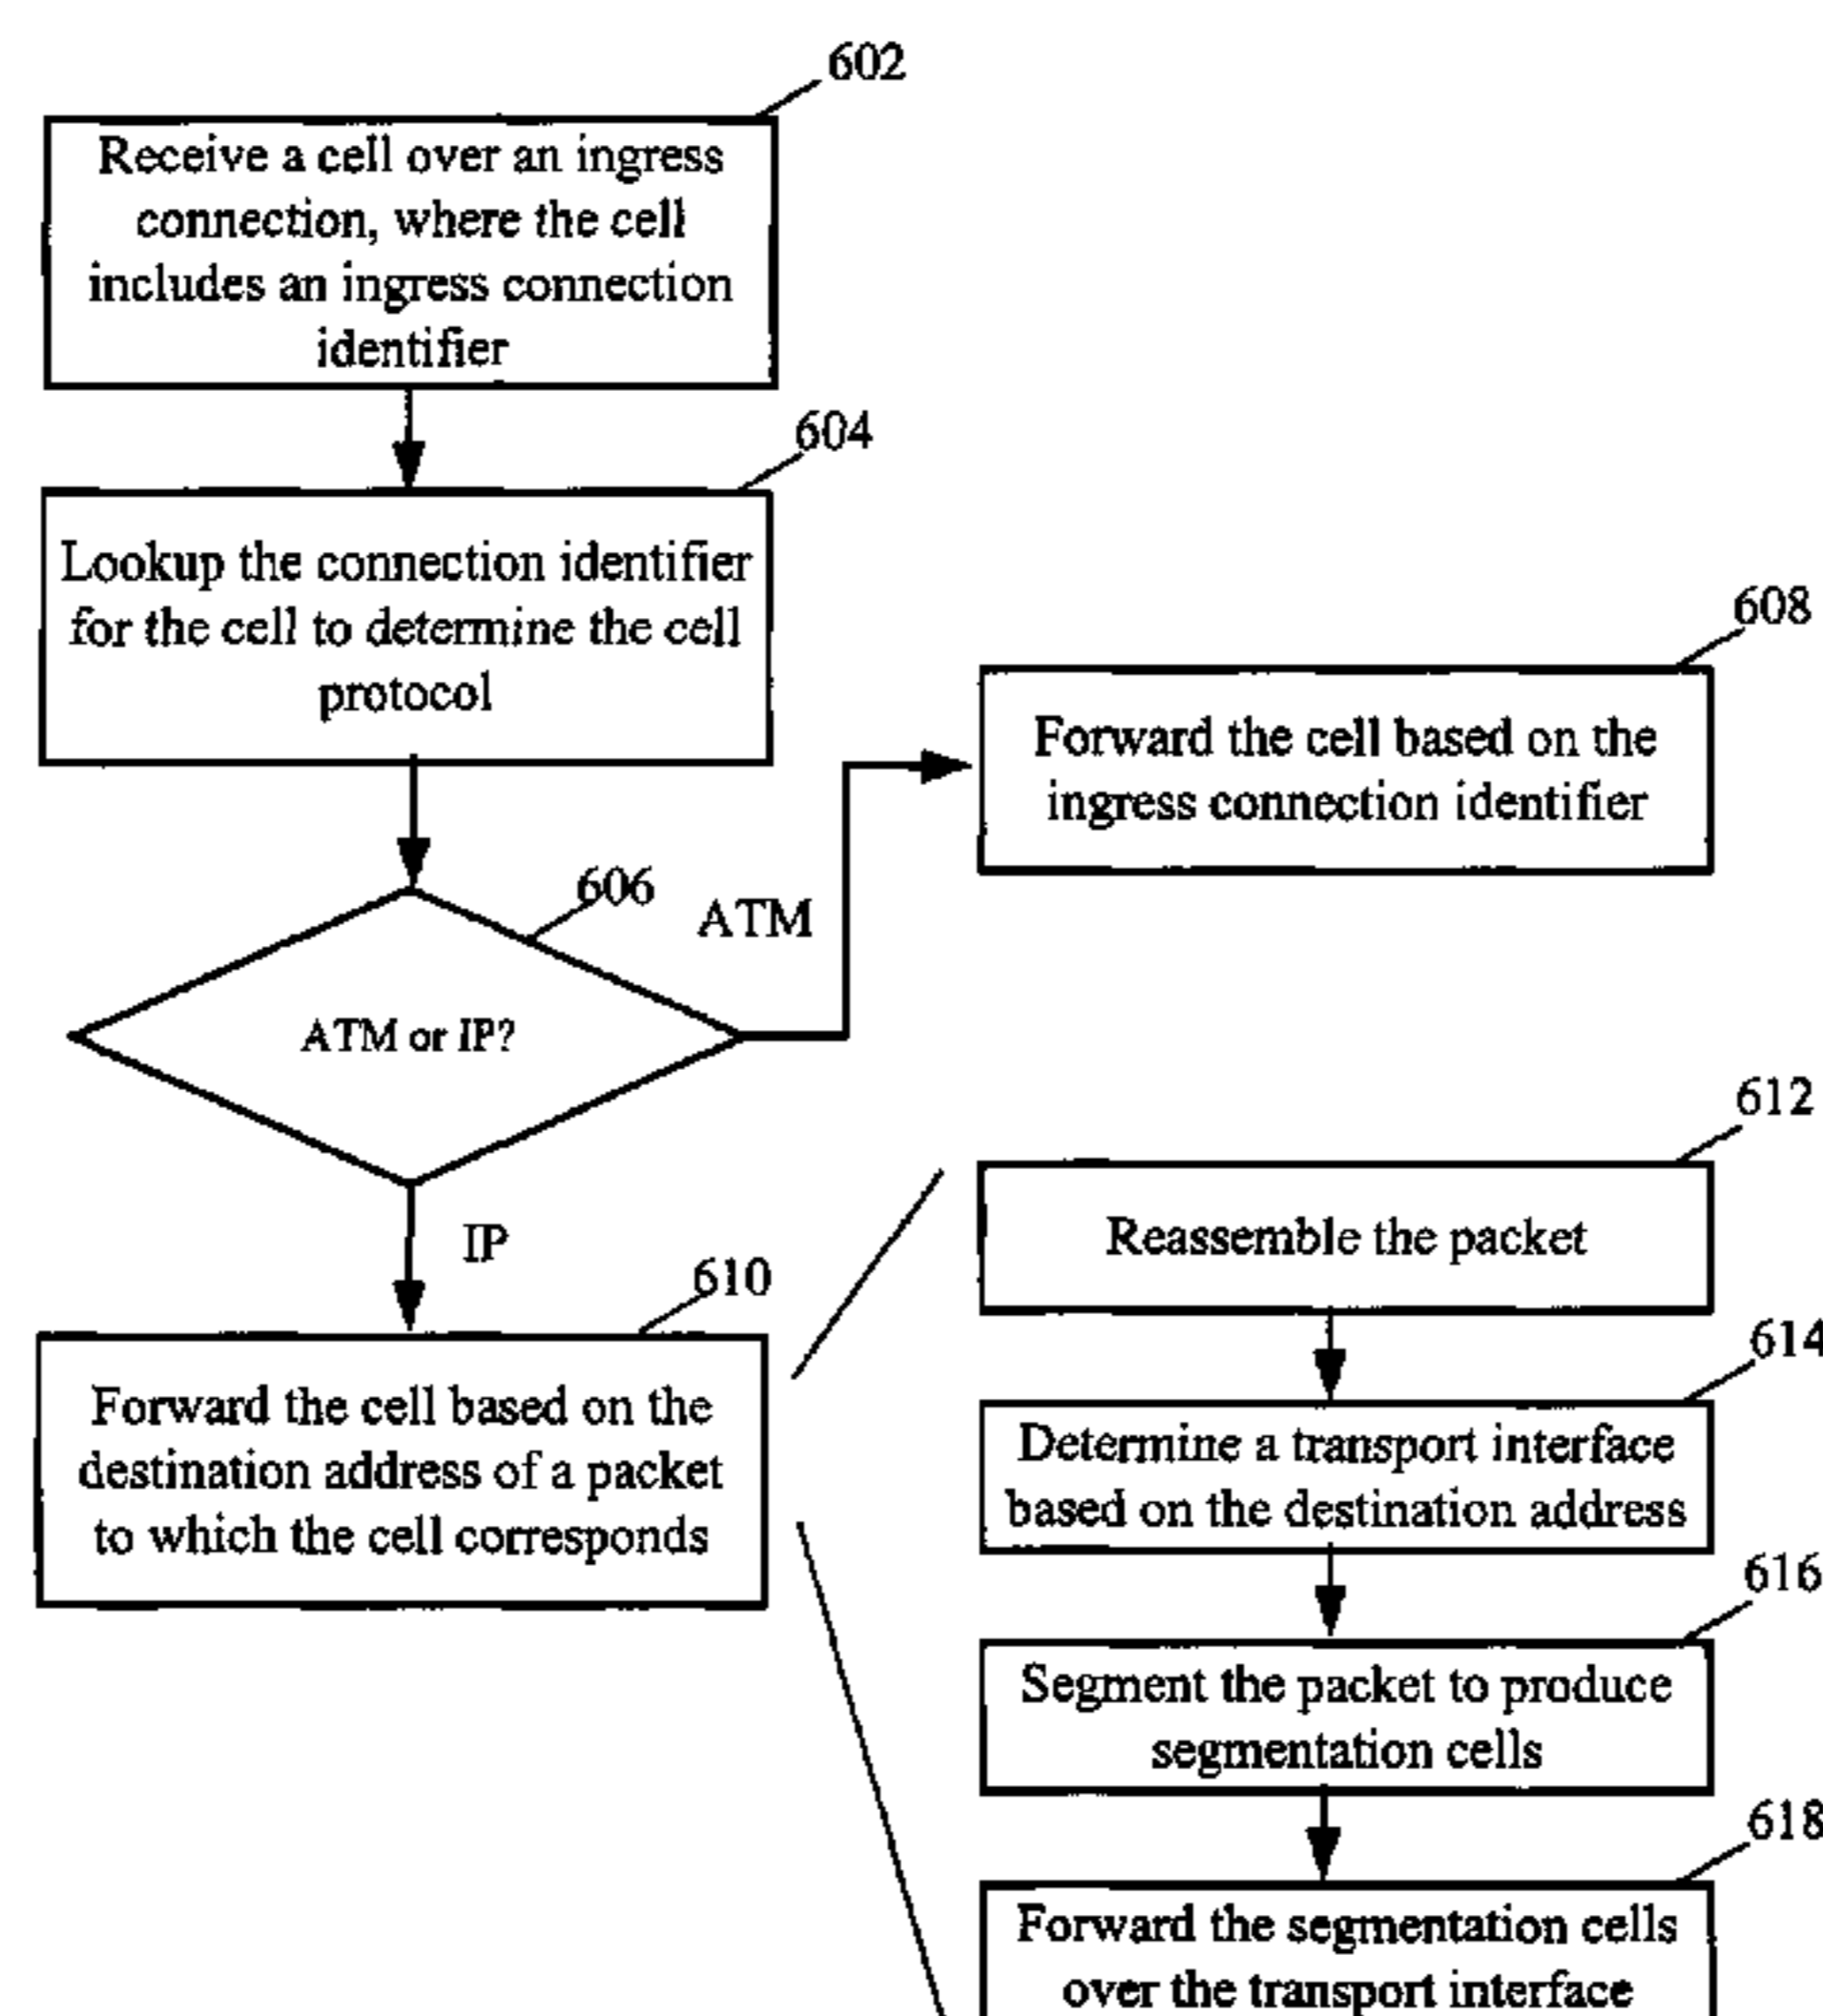 602
Receive a cell over an ingress
connection, where the cell
includes an ingress connection
identifier
604
Lookup the connection identifier
for the cell to determine the cell
protocol
606
ATM or IP?
ATM
608
Forward the cell based on the
ingress connection identifier
IP
610
Forward the cell based on the
destination address of a packet
to which the cell corresponds
612
Reassemble the packet
614
Determine a transport interface
based on the destination address
616
Segment the packet to produce
segmentation cells
618
Forward the segmentation cells
over the transport interface